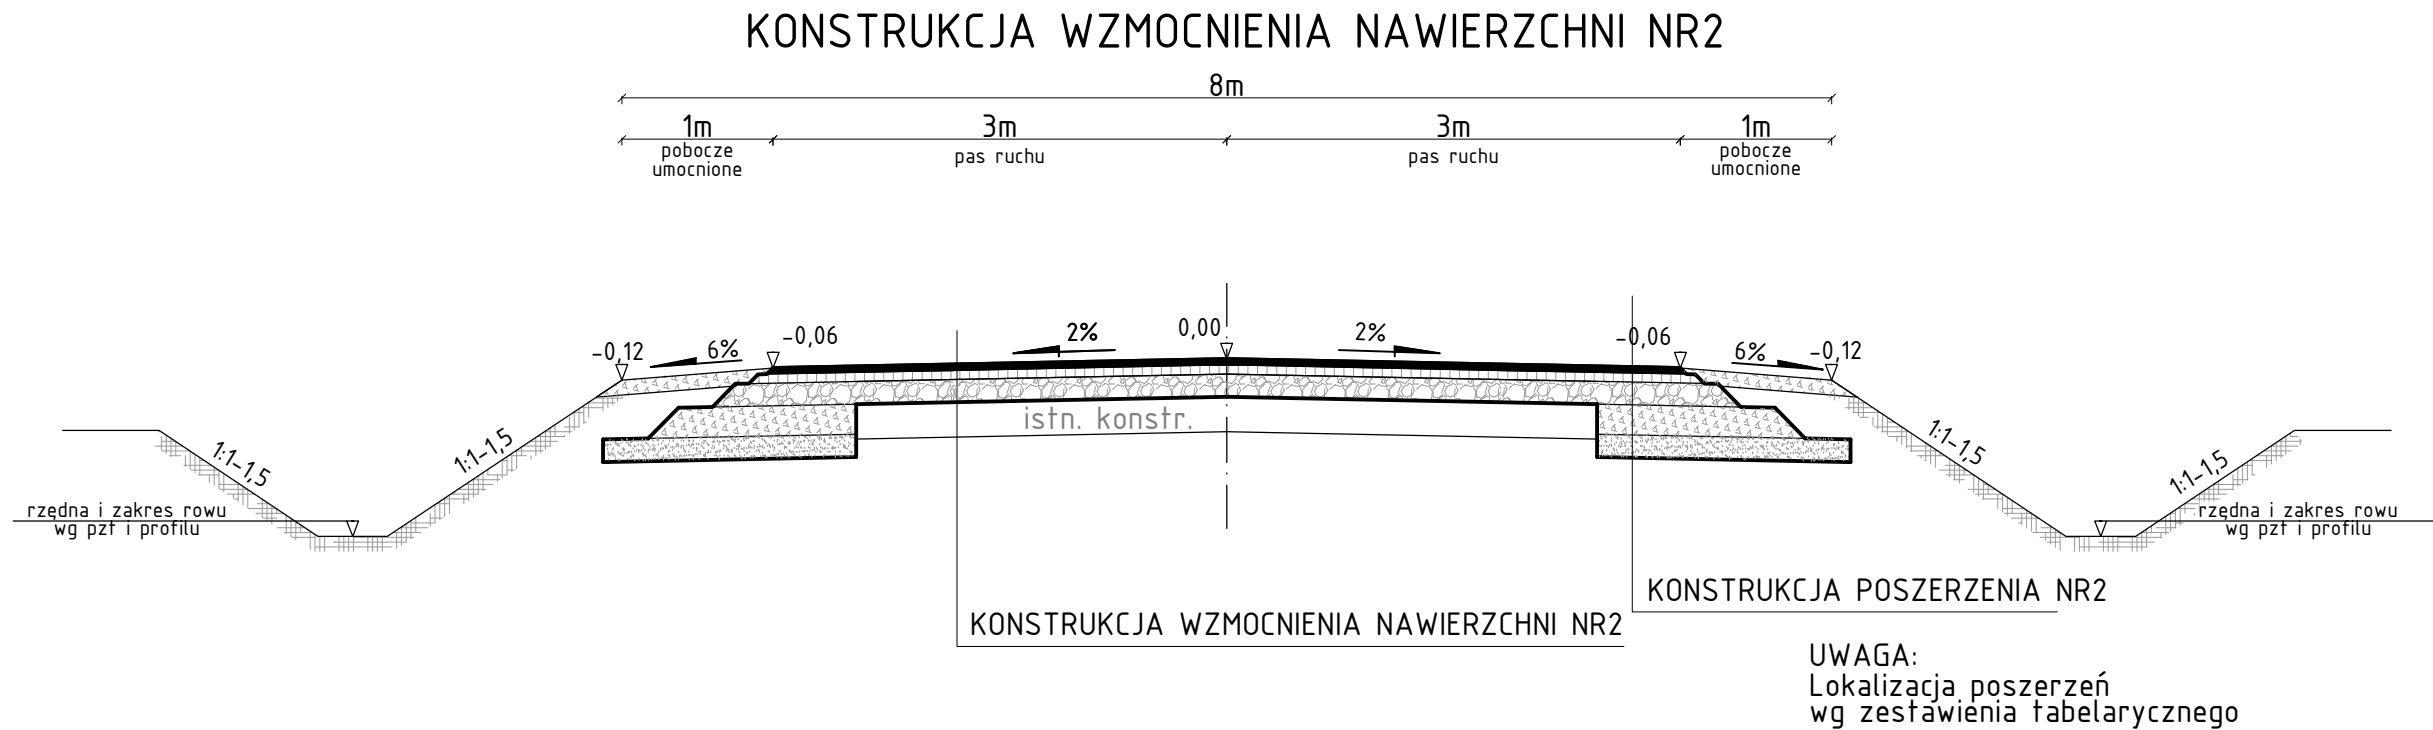 KONSTRUKCJA WZMOCNIENIA NAWIERZCHNI NR2
8m
1m
3m
3m
1m
pobocze
umocnione
pas ruchu
pas ruchu
pobocze
umocnione
-0,12
6%
-0,06
2%
0,00
2%
-0,06
6%
-0,12
istn. konstr.
1:1-1,5
1:1-1,5
1:1-1,5
1:1-1,5
rzędna i zakres rowu
wg pzt i profilu
rzędna i zakres rowu
wg pzt i profilu
KONSTRUKCJA POSZERZENIA NR2
KONSTRUKCJA WZMOCNIENIA NAWIERZCHNI NR2
UWAGA:
Lokalizacja poszerzeń
wg zestawienia tabelarycznego